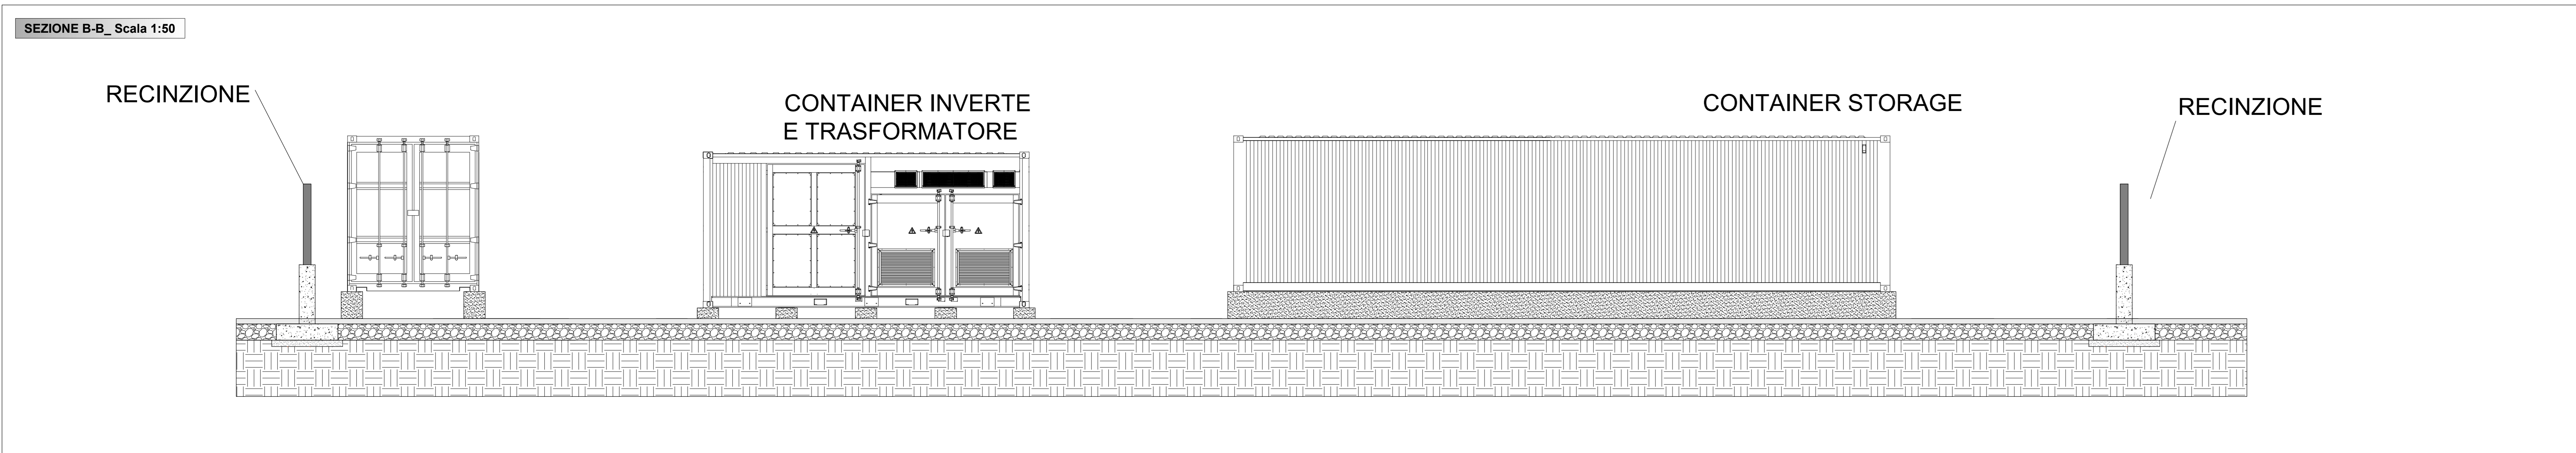 SEZIONE B-B_ Scala 1:50
RECINZIONE
CONTAINER INVERTE
E TRASFORMATORE
CONTAINER STORAGE
RECINZIONE